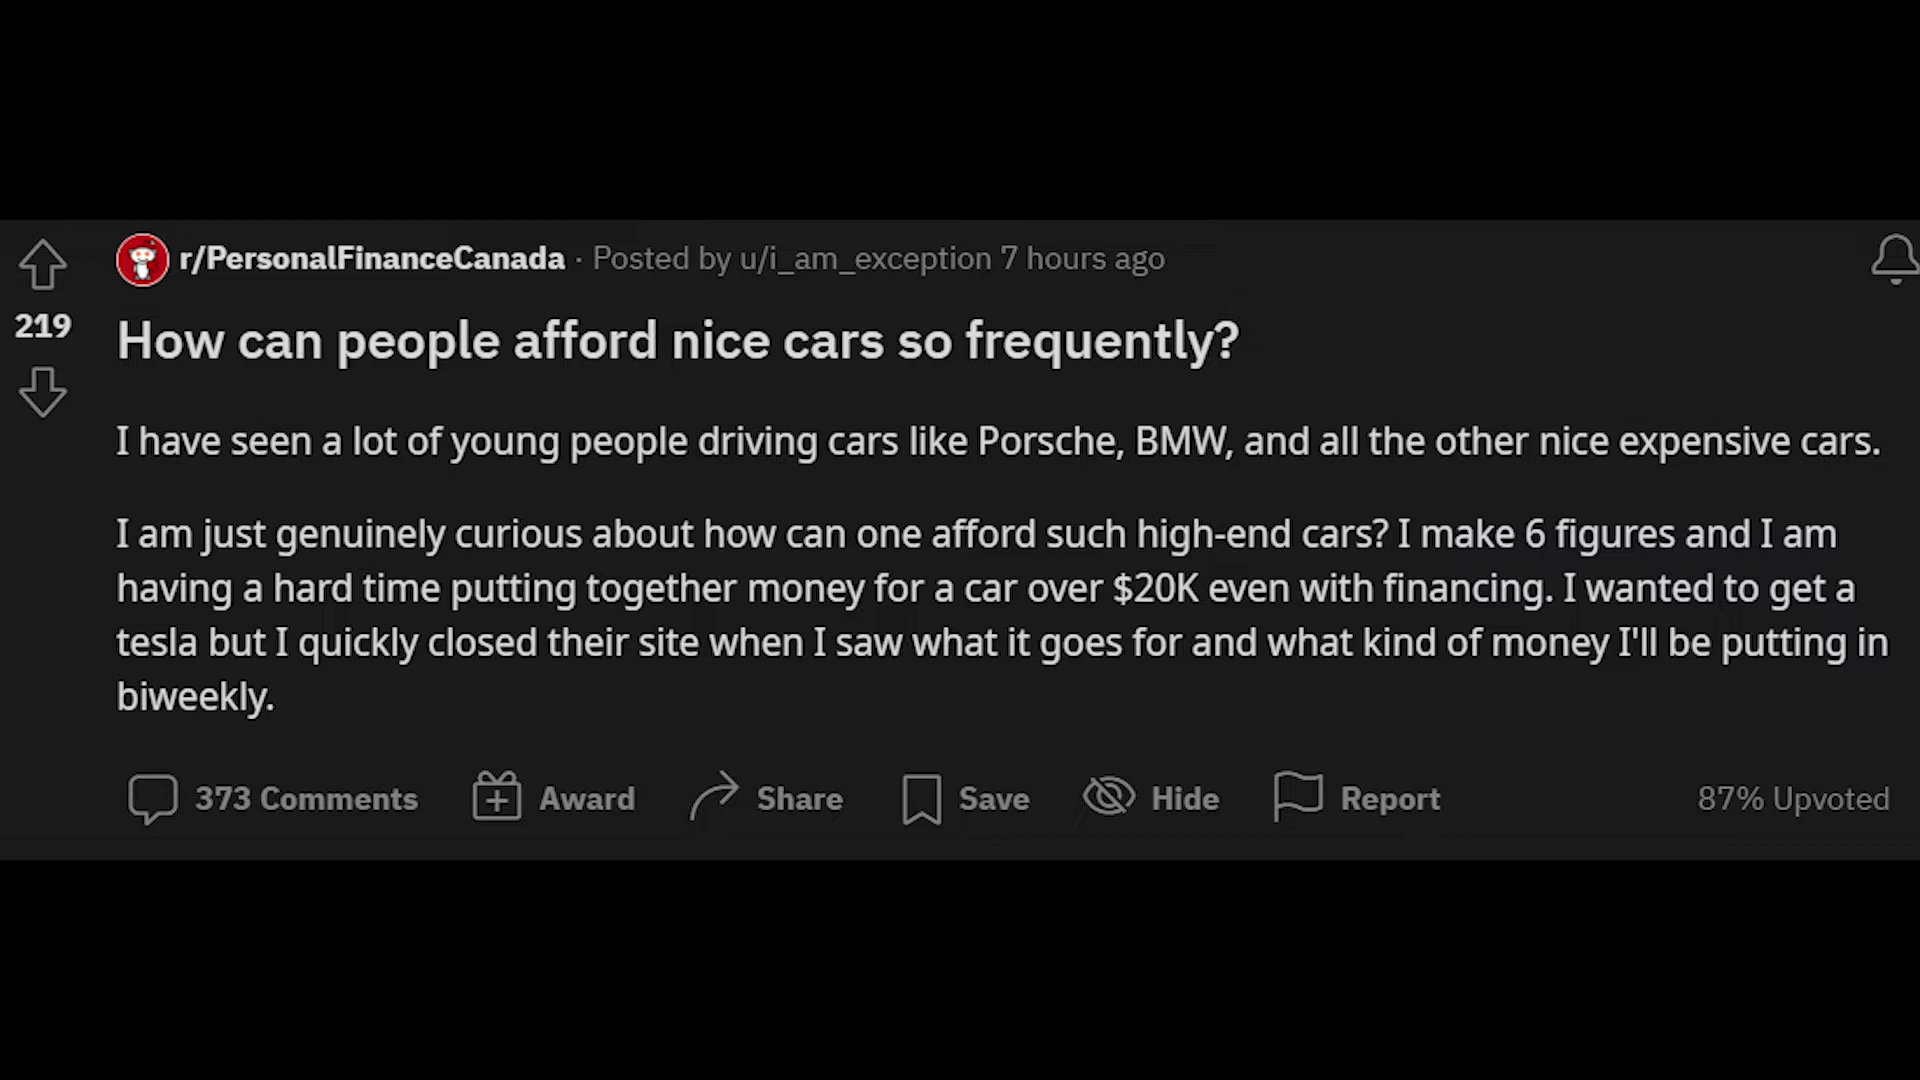 r/PersonalFinanceCanada · Posted by u/i_am_exception 7 hours ago
219
How can people afford nice cars so frequently?
I have seen a lot of young people driving cars like Porsche, BMW, and all the other nice expensive cars.
I am just genuinely curious about how can one afford such high-end cars? I make 6 figures and I am
having a hard time putting together money for a car over $20K even with financing. I wanted to get a
tesla but I quickly closed their site when I saw what it goes for and what kind of money I'll be putting in
biweekly.
373 Comments Award Share Save Hide Report 87% Upvoted